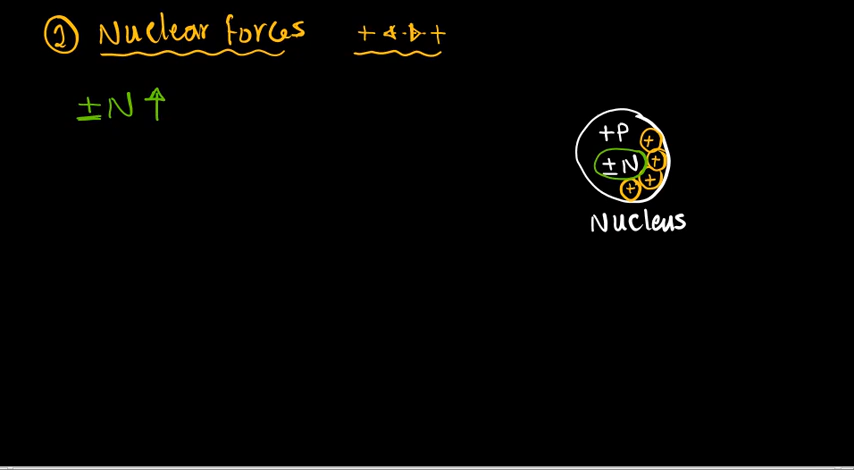 ② Nuclear forces + ◁ · ▷ +
± N ↑
+P +
± N +
+ +
Nucleus